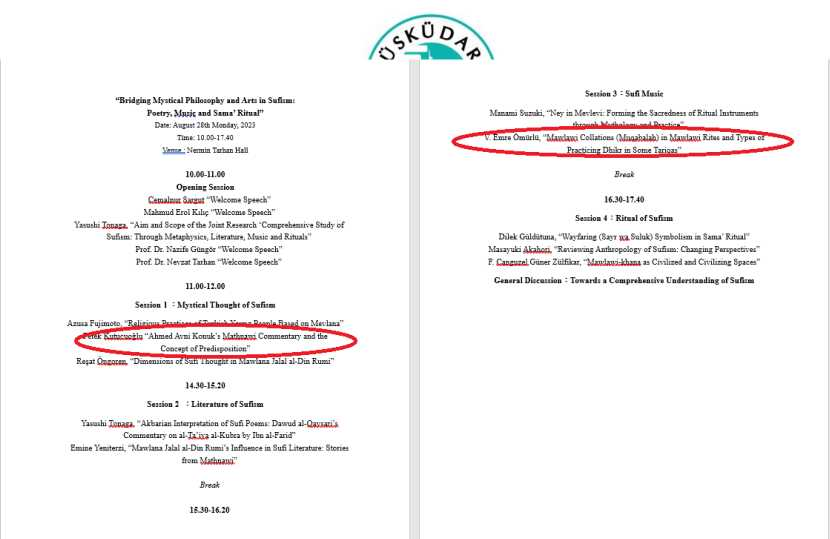 ÜSKÜDAR
“Bridging Mystical Philosophy and Arts in Sufism:
Poetry, Music and Sama’ Ritual”
Date: August 28th Monday, 2023
Time: 10.00-17.40
Venue : Nermin Tarhan Hall
10.00-11.00
Opening Session
Cemalnur Sargut “Welcome Speech”
Mahmud Erol Kılıç “Welcome Speech”
Yasushi Tonaga, “Aim and Scope of the Joint Research ‘Comprehensive Study of
Sufism: Through Metaphysics, Literature, Music and Rituals”
Prof. Dr. Nazife Güngör “Welcome Speech”
Prof. Dr. Nevzat Tarhan “Welcome Speech”
11.00-12.00
Session 1 : Mystical Thought of Sufism
Azusa Fujimoto, “Religious Practices of Turkish Young People Based on Mevlana”
Petek Kutucuoğlu “Ahmed Avni Konuk’s Mathnawi Commentary and the
Concept of Predisposition”
Reşat Öngören, “Dimensions of Sufi Thought in Mawlana Jalal al-Din Rumi”
14.30-15.20
Session 2 : Literature of Sufism
Yasushi Tonaga, “Akbarian Interpretation of Sufi Poems: Dawud al-Qaysari’s
Commentary on al-Ta’iya al-Kubra by Ibn al-Farid”
Emine Yeniterzi, “Mawlana Jalal al-Din Rumi’s Influence in Sufi Literature: Stories
from Mathnawi”
Break
15.30-16.20
Session 3 : Sufi Music
Manami Suzuki, “Ney in Mevlevi: Forming the Sacredness of Ritual Instruments
through Mythology and Practice”
V. Emre Ömürlü, “Mawlawi Collations (Muqabalah) in Mawlawi Rites and Types of
Practicing Dhikr in Some Tariqas”
Break
16.30-17.40
Session 4 : Ritual of Sufism
Dilek Güldütuna, “Wayfaring (Sayr wa Suluk) Symbolism in Sama’ Ritual”
Masayuki Akahori, “Reviewing Anthropology of Sufism: Changing Perspectives”
F. Cangüzel Güner Zülfikar, “Mawlawi-khana as Civilized and Civilizing Spaces”
General Discussion : Towards a Comprehensive Understanding of Sufism